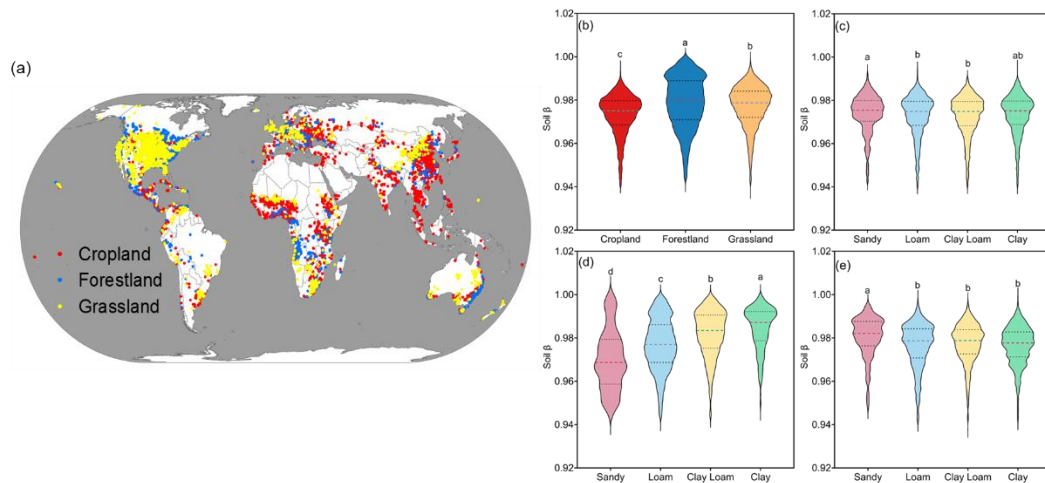 (a)
Cropland
Forestland
Grassland
(b)
Soil β
1.02
1.00
0.98
0.96
0.94
0.92
c
a
b
Cropland Forestland Grassland
(c)
Soil β
1.02
1.00
0.98
0.96
0.94
0.92
a
b
b
ab
Sandy Loam Clay Loam Clay
(d)
Soil β
1.02
1.00
0.98
0.96
0.94
0.92
d
c
b
a
Sandy Loam Clay Loam Clay
(e)
Soil β
1.02
1.00
0.98
0.96
0.94
0.92
a
b
b
b
Sandy Loam Clay Loam Clay